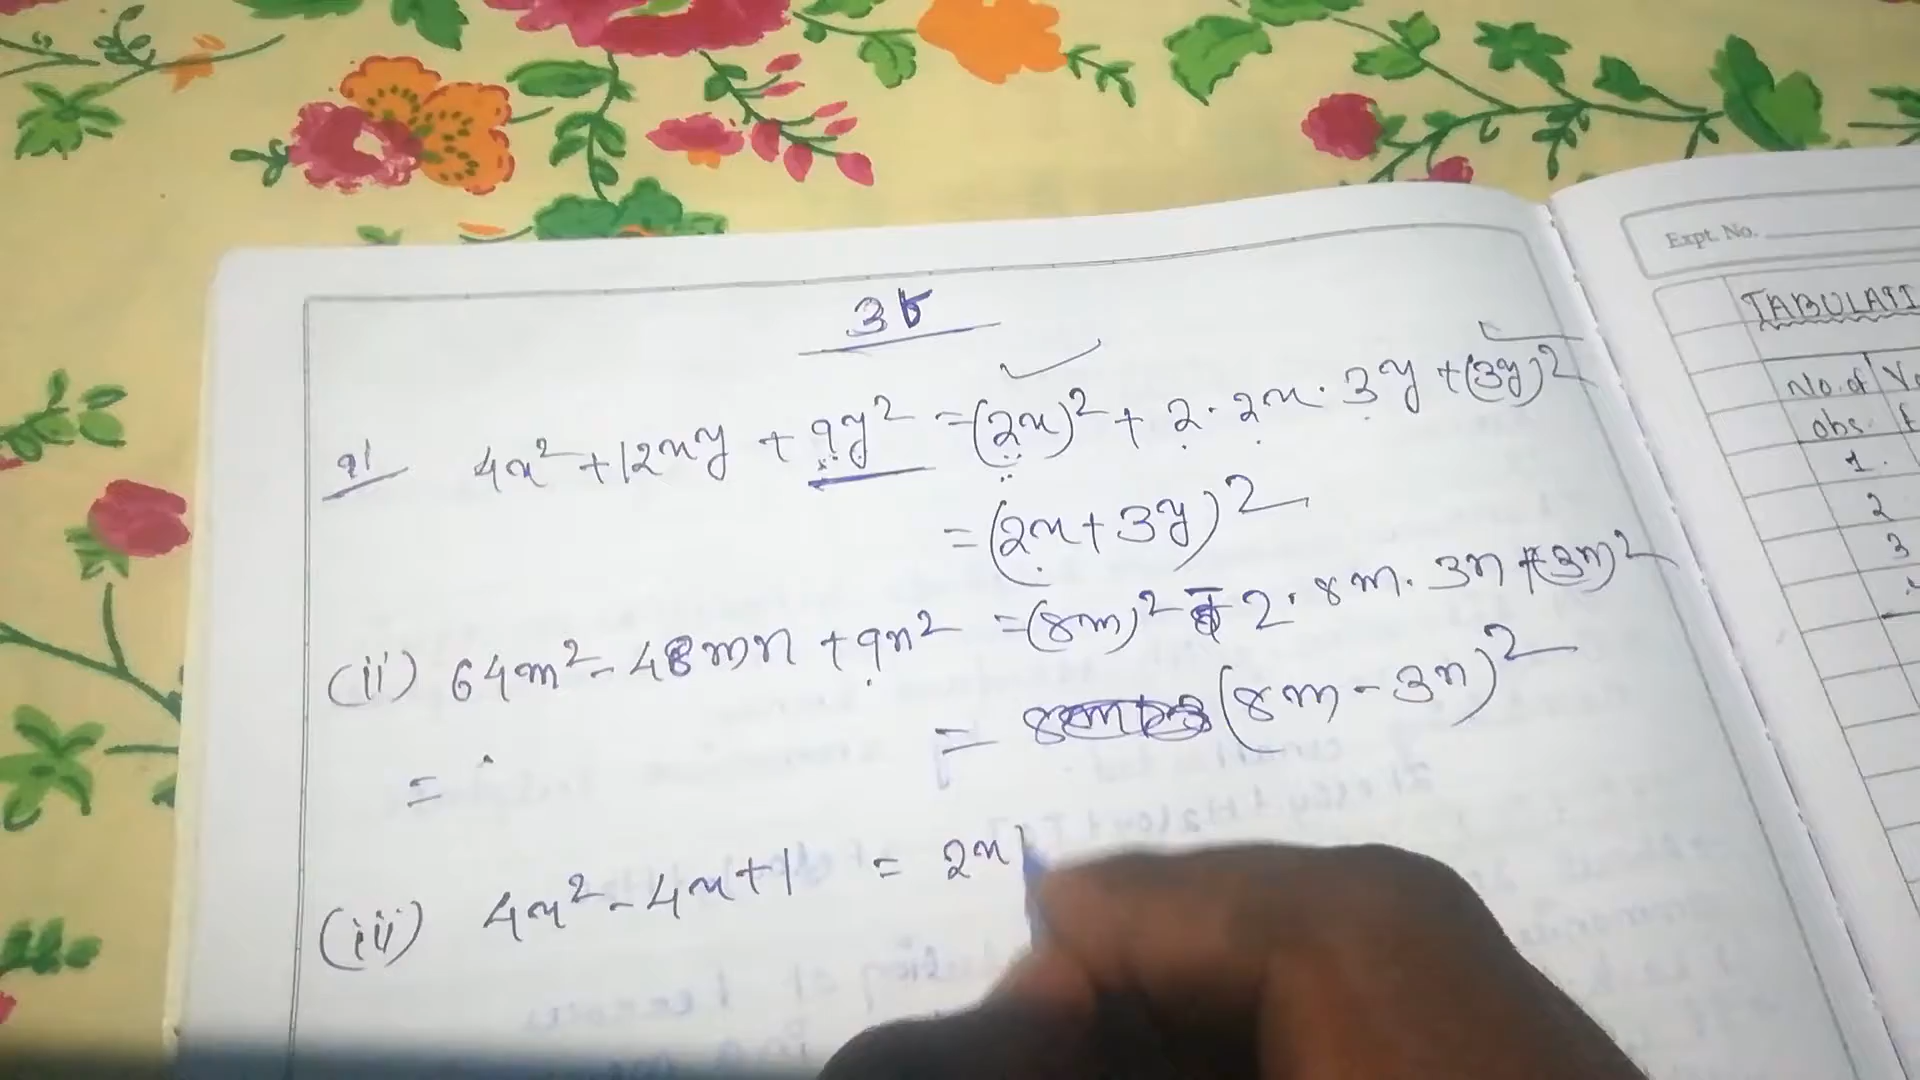 3b
q1 4x² + 12xy + 9y² = (2x)² + 2 · 2x · 3y + (3y)²
= (2x + 3y)²
(ii) 64m² - 48mn + 9n² = (8m)² - 2 · 8m · 3n + (3n)²
= (8m - 3n)²
=
(iii) 4x² - 4x + 1 = 2x)
Expt. No.
TABULATI
No. of
obs.
1.
2
3